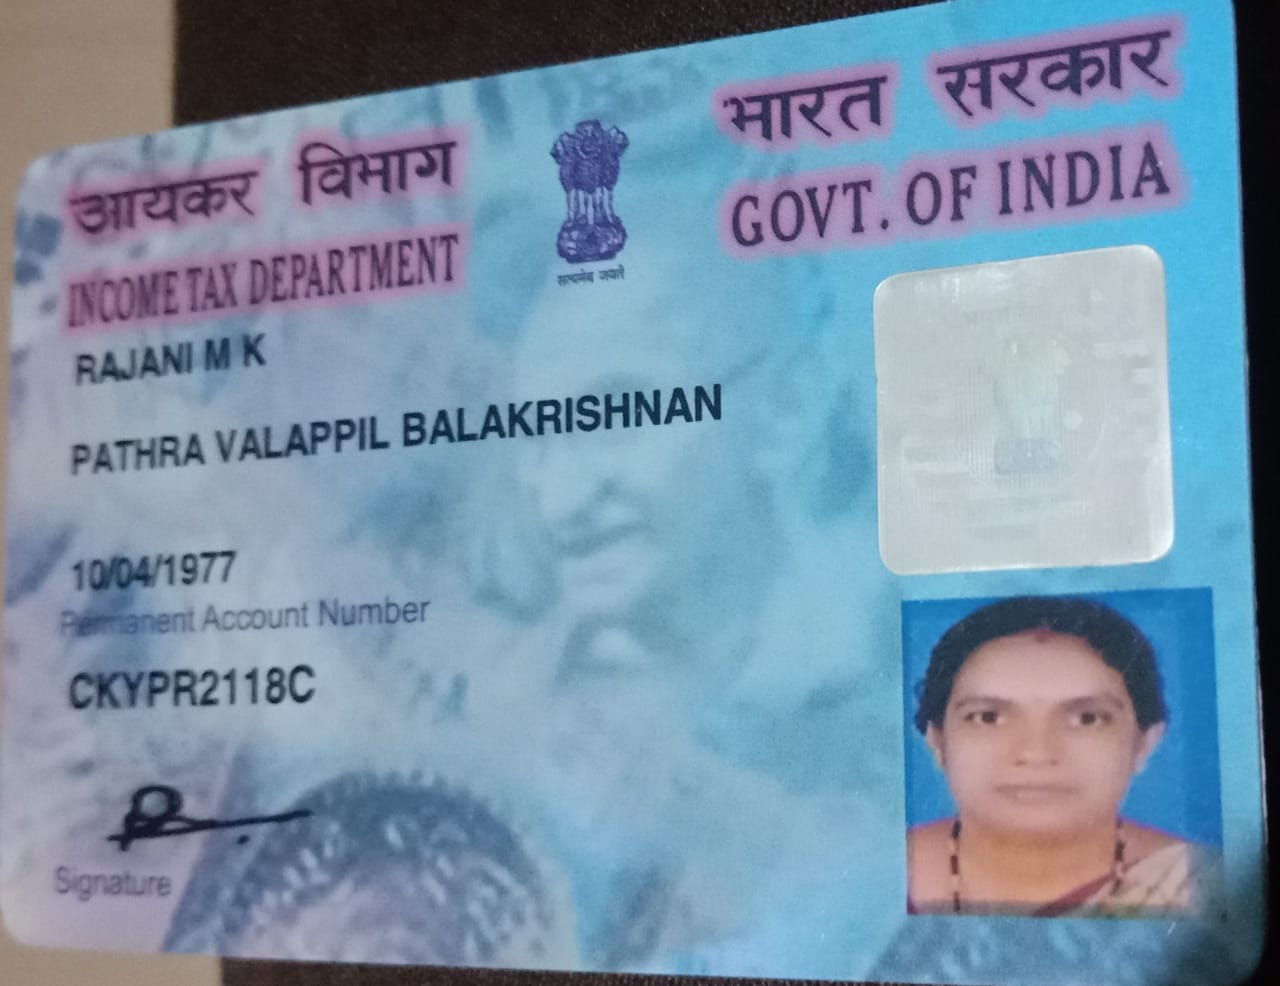 आयकर विभाग
INCOME TAX DEPARTMENT
भारत सरकार
GOVT. OF INDIA
सत्यमेव जयते
RAJANI M K
PATHRA VALAPPIL BALAKRISHNAN
10/04/1977
Permanent Account Number
CKYPR2118C
Signature